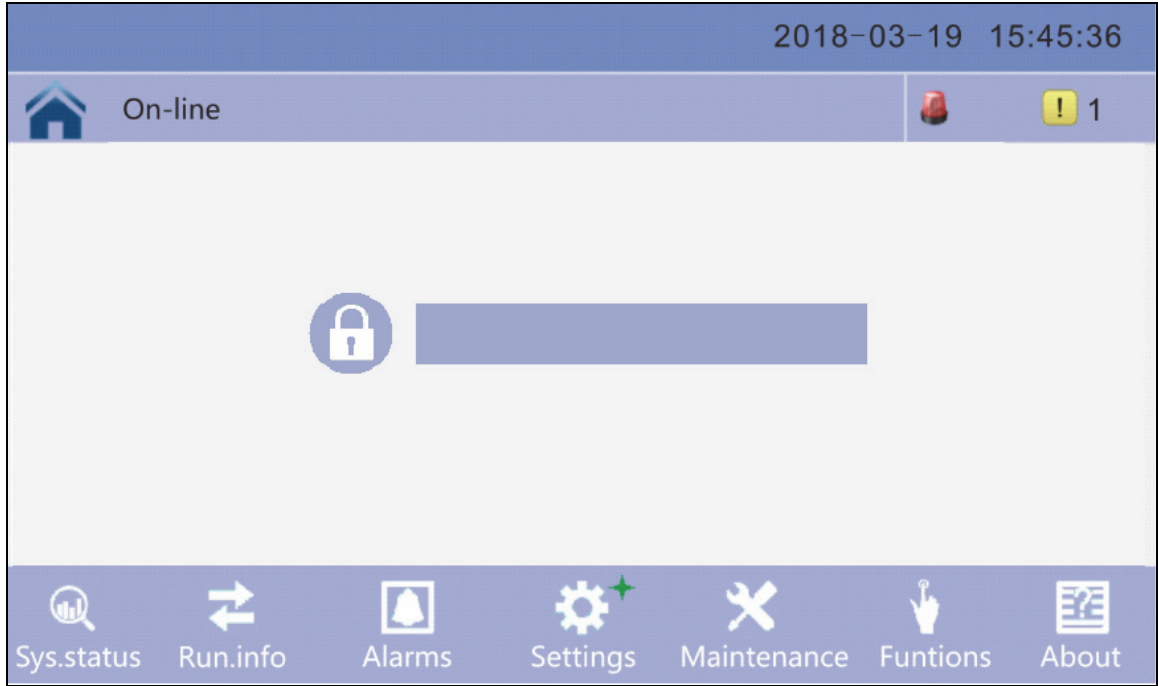 2018-03-19 15:45:36
On-line ! 1
Sys.status Run.info Alarms Settings Maintenance Funtions About